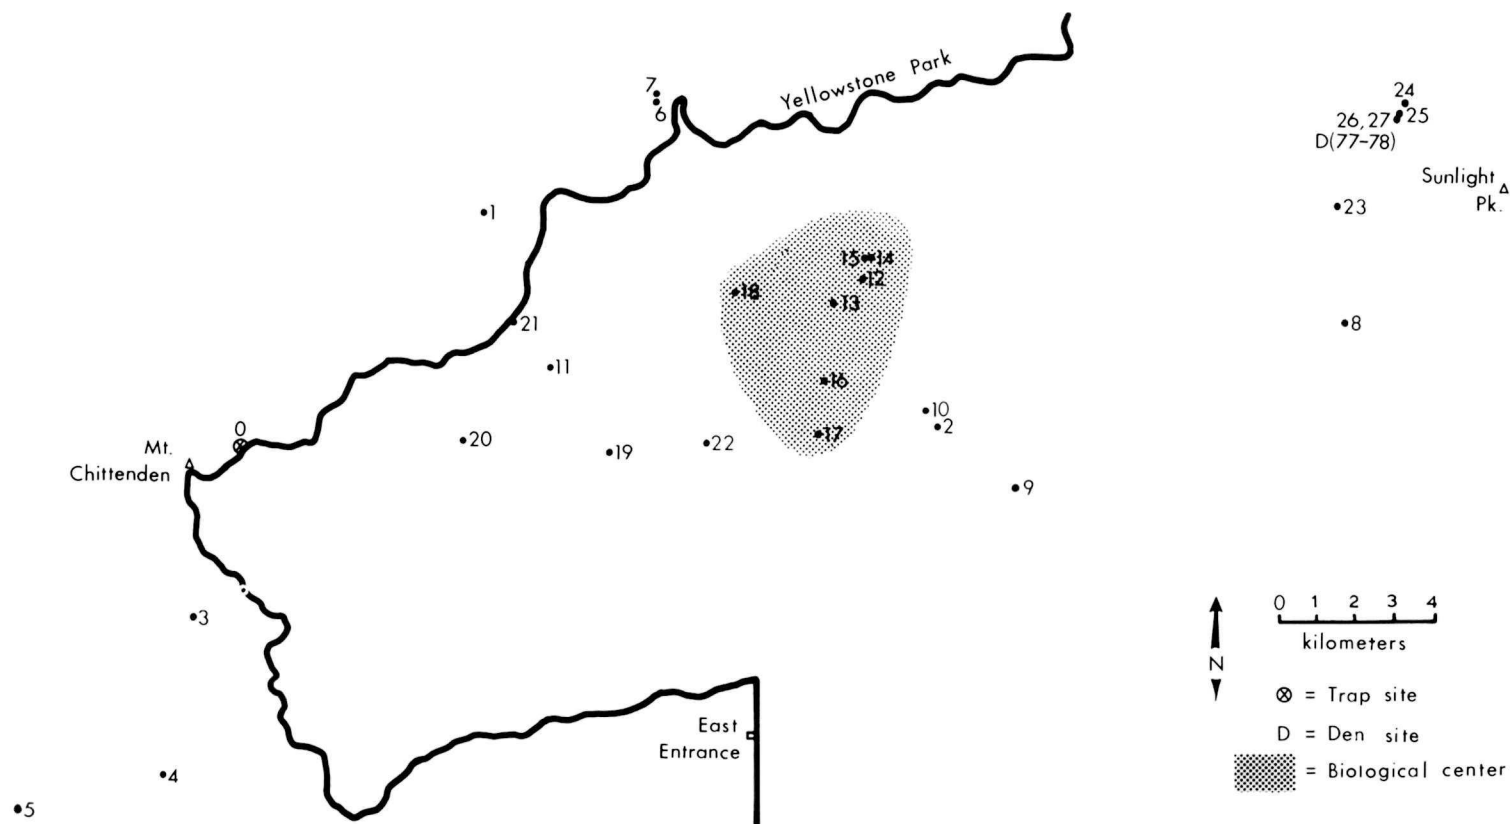 Yellowstone Park
7
6
24
25
26, 27
D(77-78)
Sunlight
Pk.
1
23
15
14
12
18
13
21
8
11
16
10
2
0
20
22
17
19
Mt.
Chittenden
9
3
0 1 2 3 4
kilometers
N
⊗ = Trap site
East
Entrance
D = Den site
= Biological center
4
5